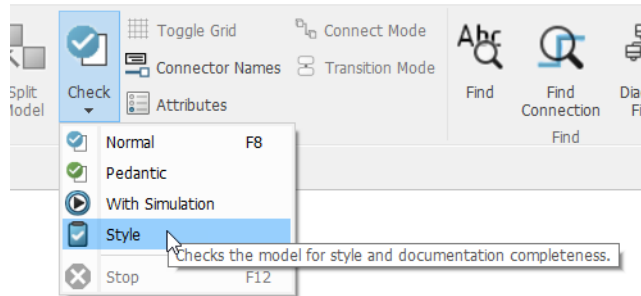 Toggle Grid
Connector Names
Attributes
Connect Mode
Transition Mode
Split
Model
Check
Find
Find
Connection
Find
Normal F8
Pedantic
With Simulation
Style
Checks the model for style and documentation completeness.
Stop F12